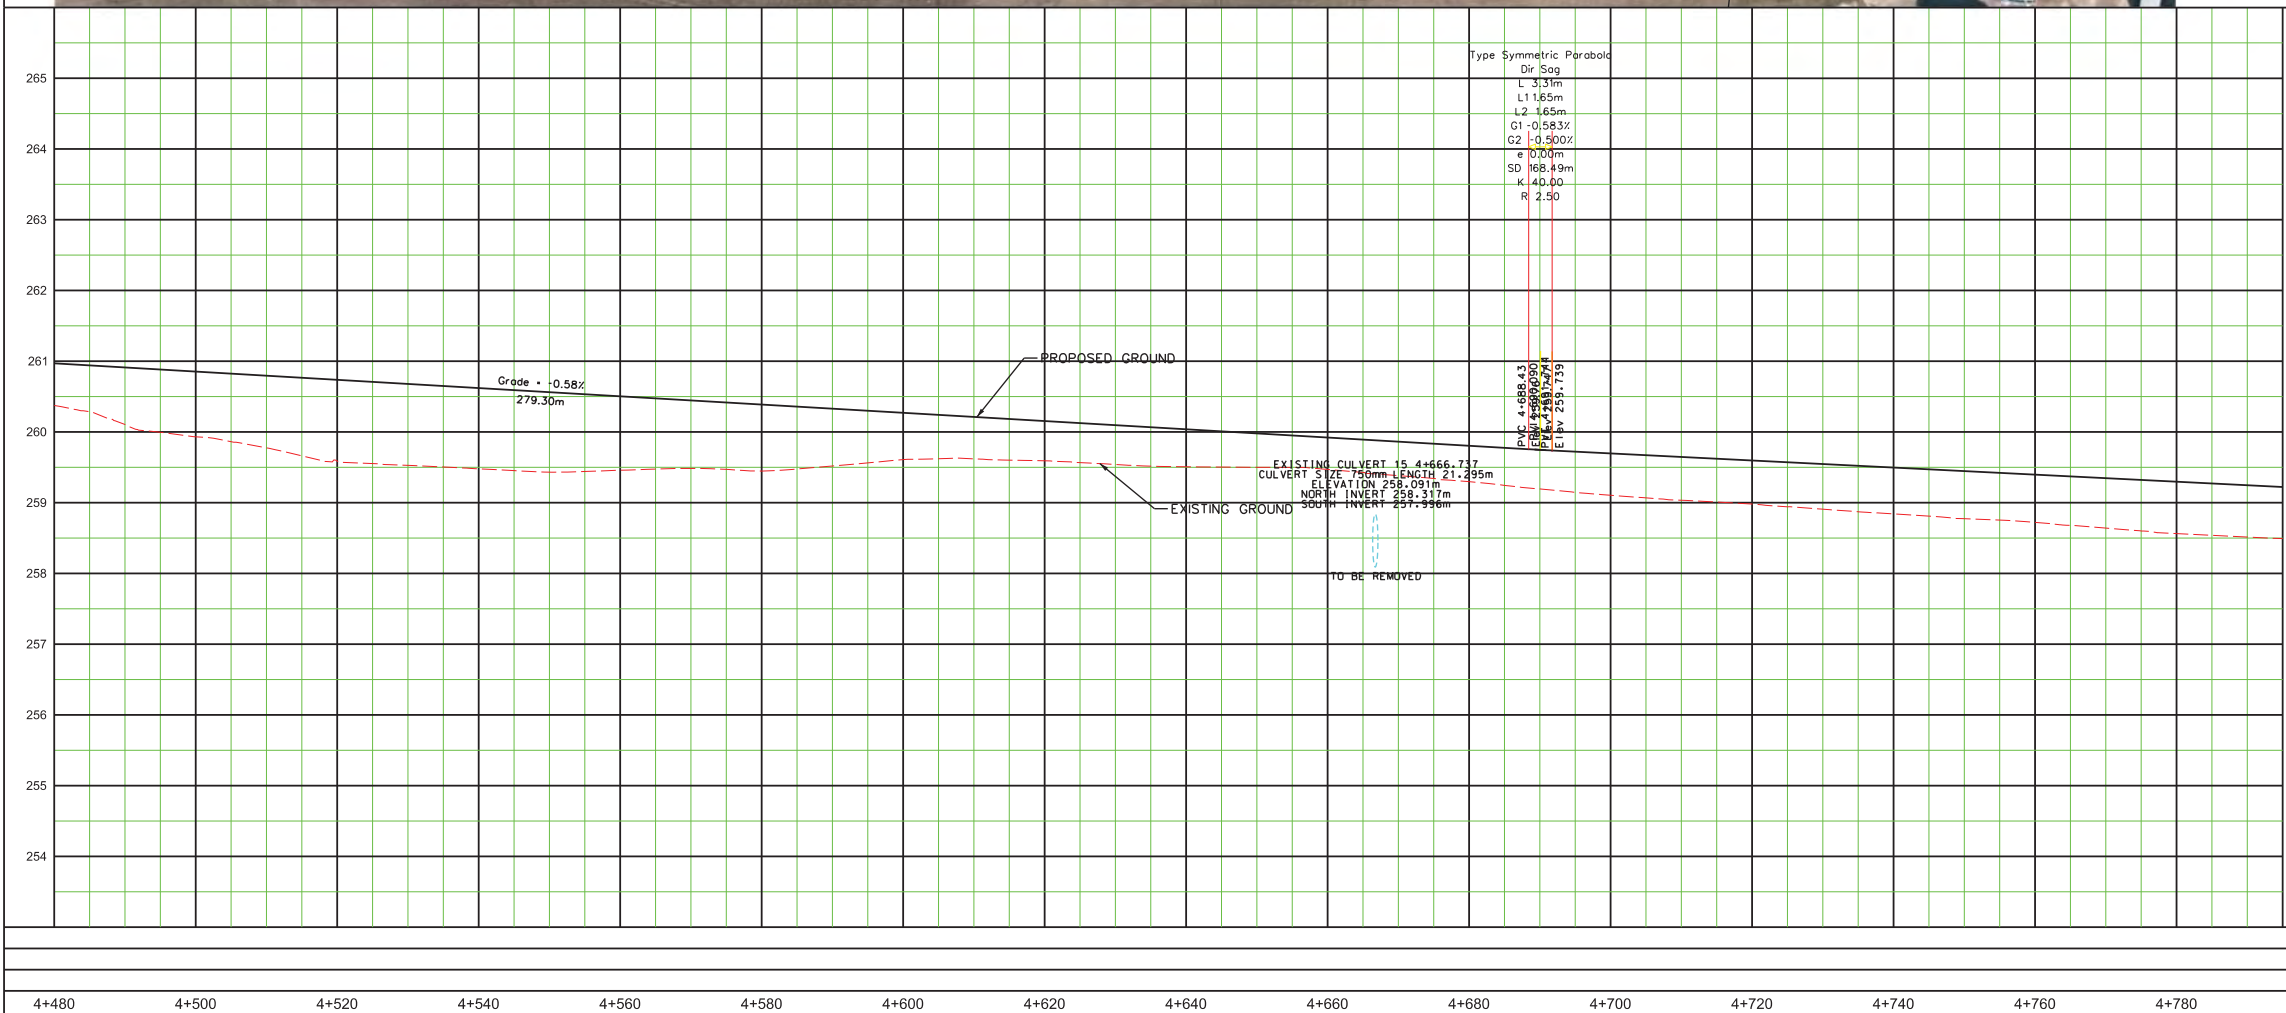 Type Symmetric Parabola
Dir Sag
L 3.31m
L1 1.65m
L2 1.65m
G1 -0.583%
G2 -0.500%
e 0.00m
SD 168.49m
K 40.00
R 2.50
265
264
263
262
261
260
259
258
257
256
255
254
PROPOSED GROUND
Grade = -0.58%
279.30m
PVC 4+688.43
Elev 259.739
EXISTING CULVERT 15 4+666.737
CULVERT SIZE 750mm LENGTH 21.295m
ELEVATION 258.091m
NORTH INVERT 258.317m
SOUTH INVERT 257.996m
EXISTING GROUND
TO BE REMOVED
4+480
4+500
4+520
4+540
4+560
4+580
4+600
4+620
4+640
4+660
4+680
4+700
4+720
4+740
4+760
4+780